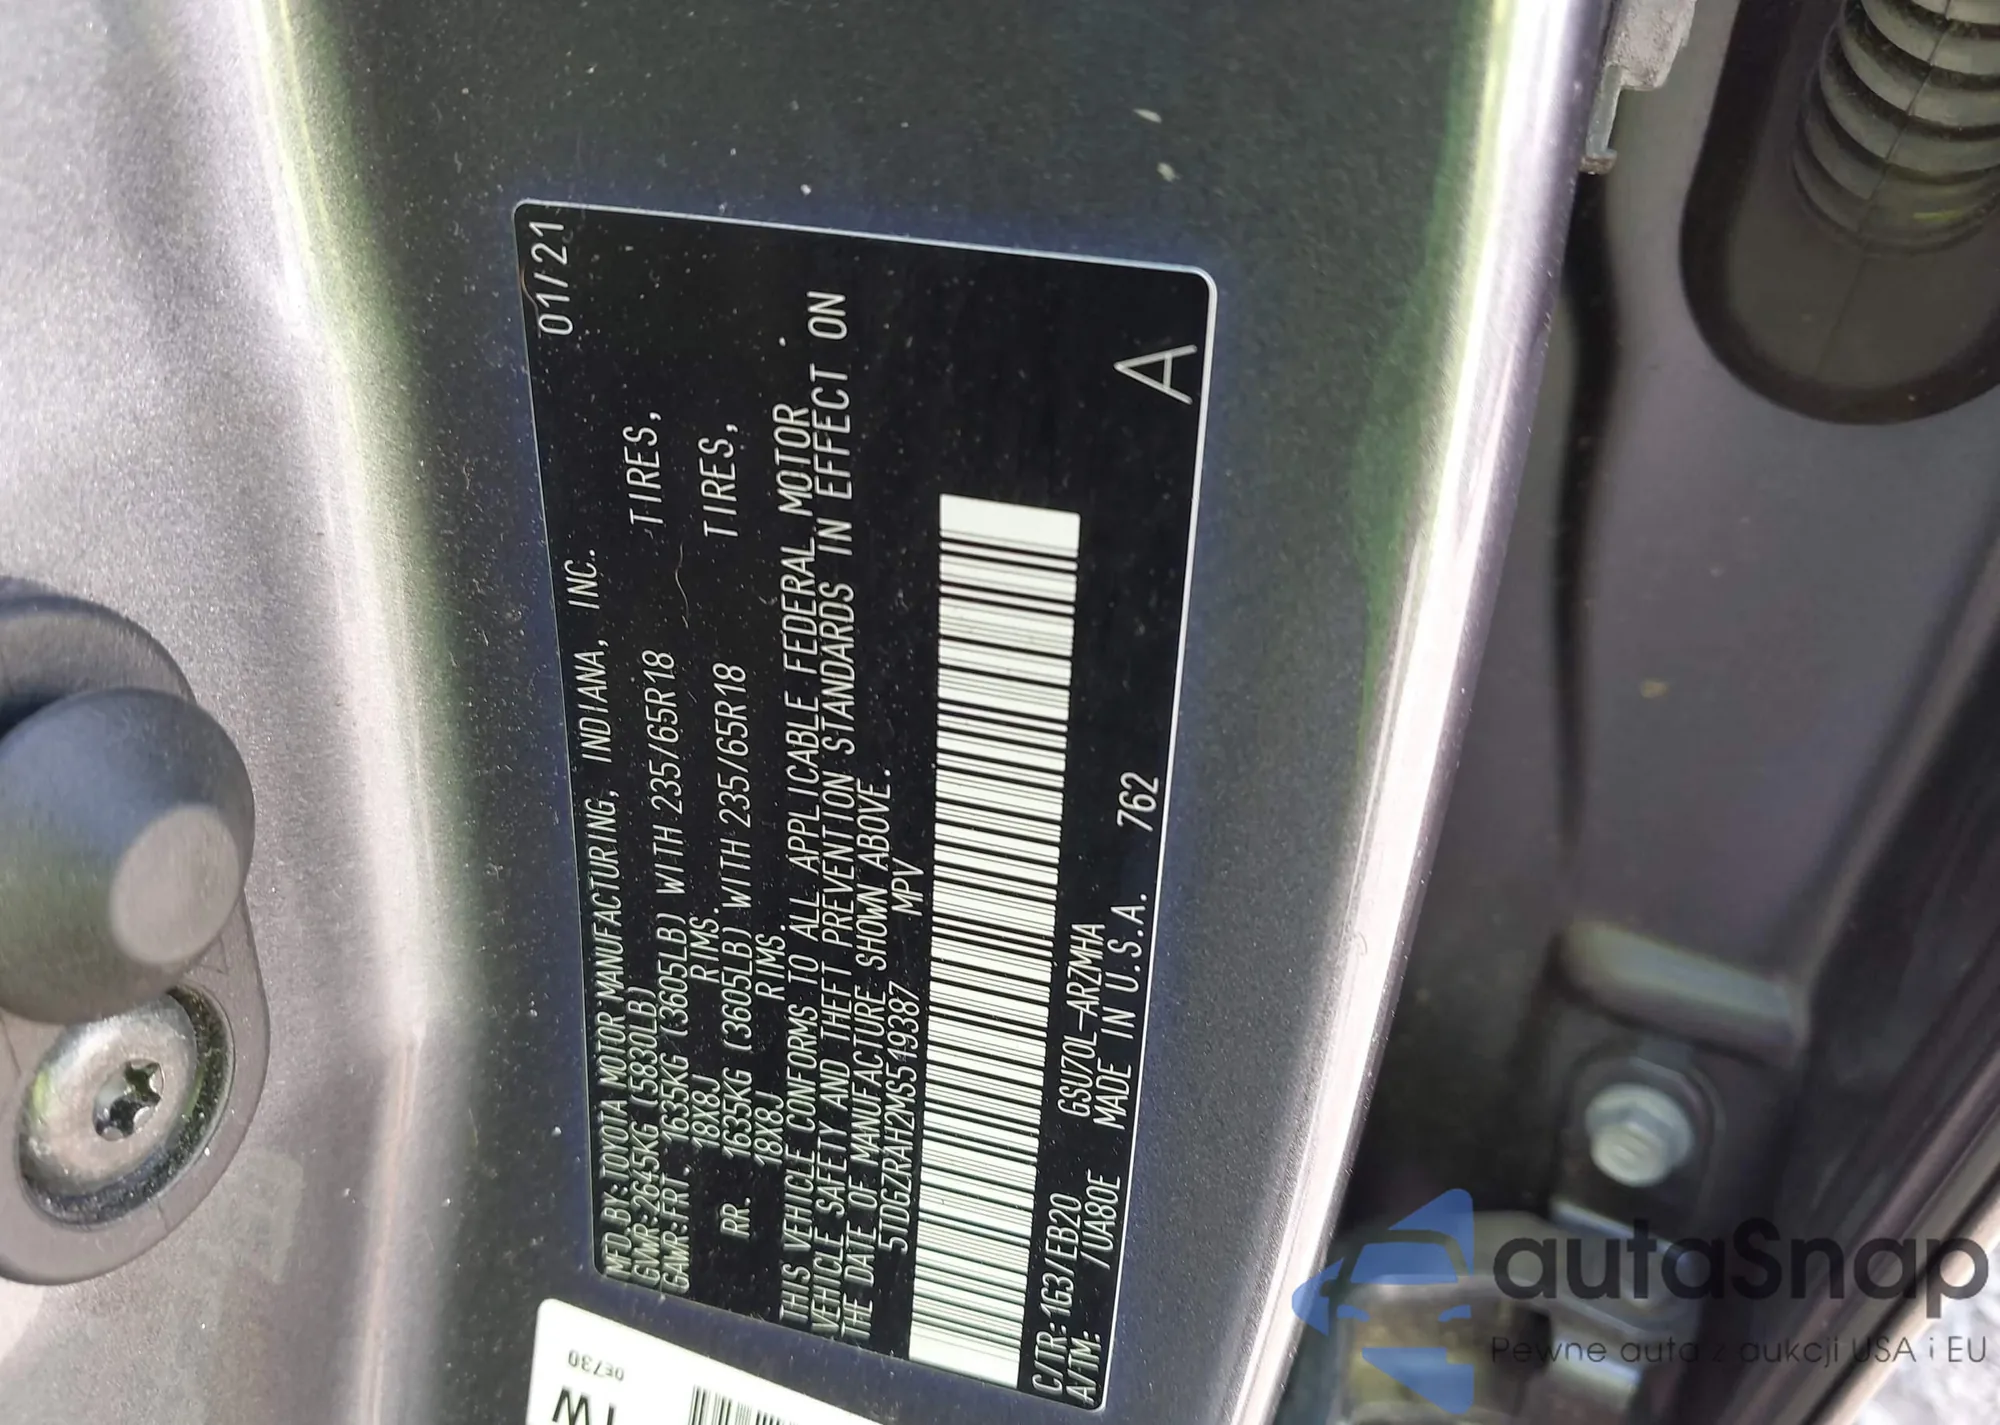 MFD.BY:TOYOTA MOTOR MANUFACTURING, INDIANA, INC. 01/21
GVWR:2645KG(5830LB)
GAWR:FRT. 1635KG (3605LB) WITH 235/65R18 TIRES,
18X8J RIMS.
RR. 1635KG (3605LB) WITH 235/65R18 TIRES,
18X8J RIMS.
THIS VEHICLE CONFORMS TO ALL APPLICABLE FEDERAL MOTOR
VEHICLE SAFETY AND THEFT PREVENTION STANDARDS IN EFFECT ON
THE DATE OF MANUFACTURE SHOWN ABOVE.
5TDGZRAH2MS519387 MPV
C/TR:1G3/EB20 GSU70L-ARZMHA
A/TM: /UA80E MADE IN U.S.A. 762 A
0E730
autaSnap
Pewne auta z aukcji USA i EU